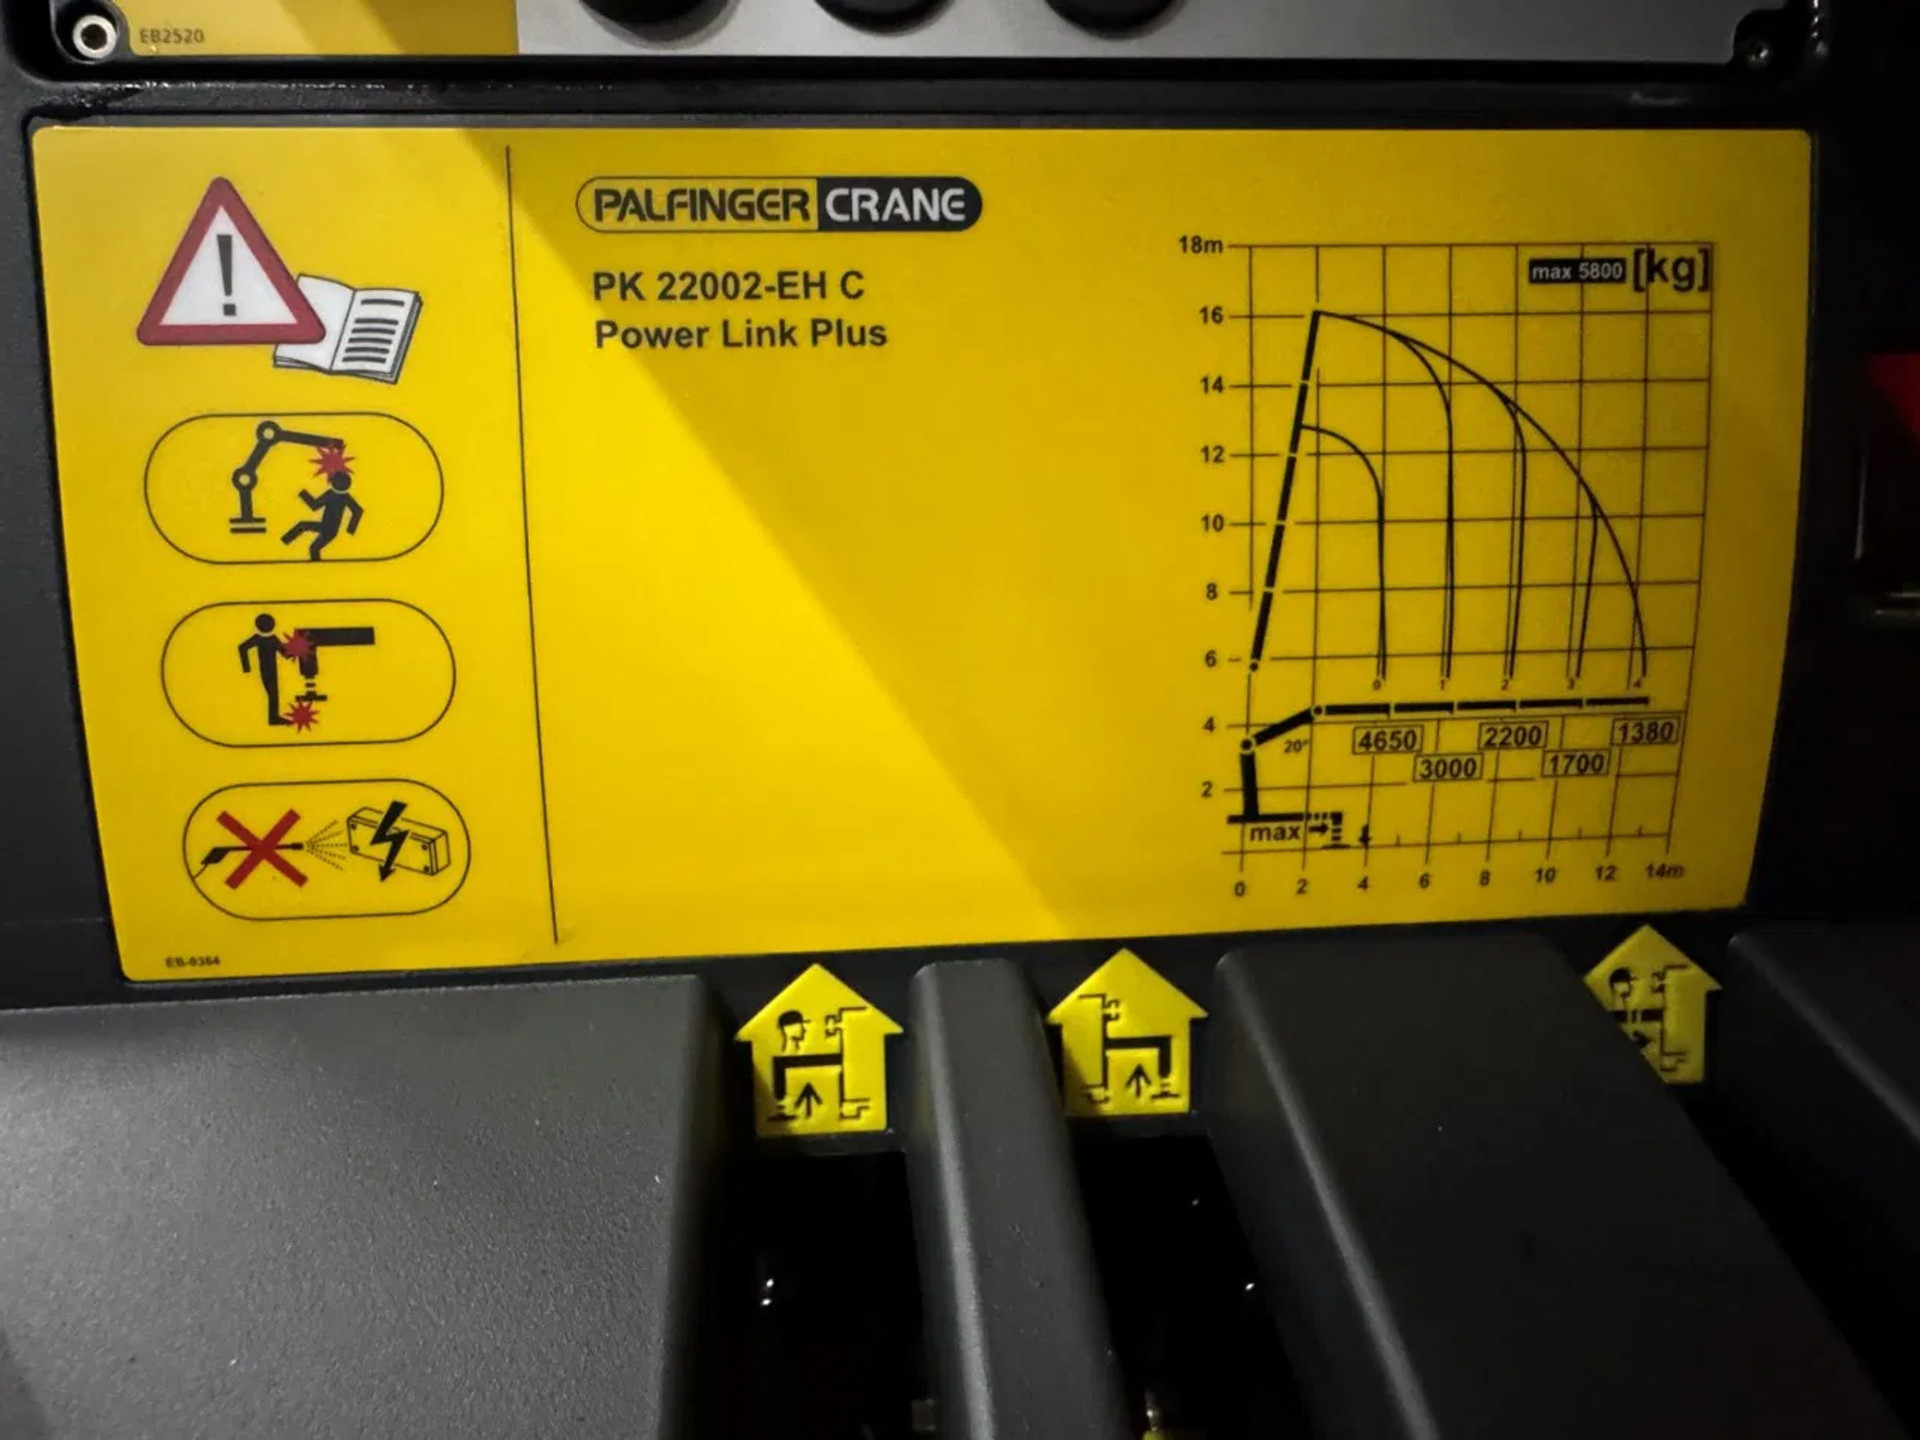 EB2520
PALFINGER CRANE
PK 22002-EH C
Power Link Plus
18m
max 5800 [kg]
16
14
12
10
8
6
0 1 2 3 4
4
20°
4650 2200 1380
3000 1700
2
max
0 2 4 6 8 10 12 14m
EB-0364